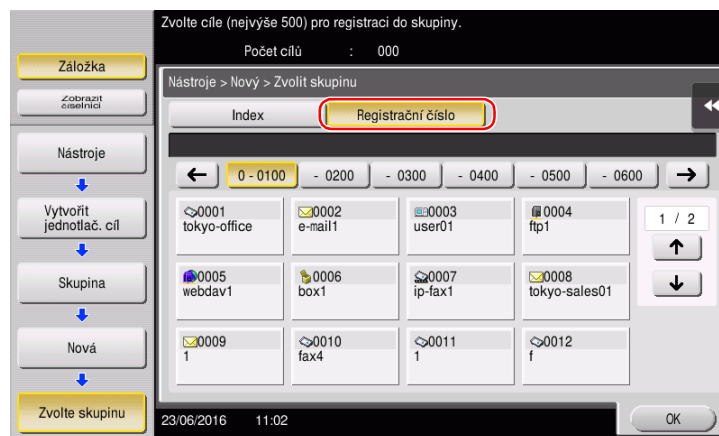 Zvolte cíle (nejvýše 500) pro registraci do skupiny.
Počet cílů : 000
Záložka
Zobrazit
číselníci
Nástroje
Vytvořit
jednotlač. cíl
Skupina
Nová
Zvolte skupinu
Nástroje > Nový > Zvolit skupinu
Index
Registrační číslo
0 - 0100
- 0200
- 0300
- 0400
- 0500
- 0600
0001
tokyo-office
0002
e-mail1
0003
user01
0004
ftp1
1 / 2
0005
webdav1
0006
box1
0007
ip-fax1
0008
tokyo-sales01
0009
1
0010
fax4
0011
1
0012
f
23/06/2016 11:02
OK